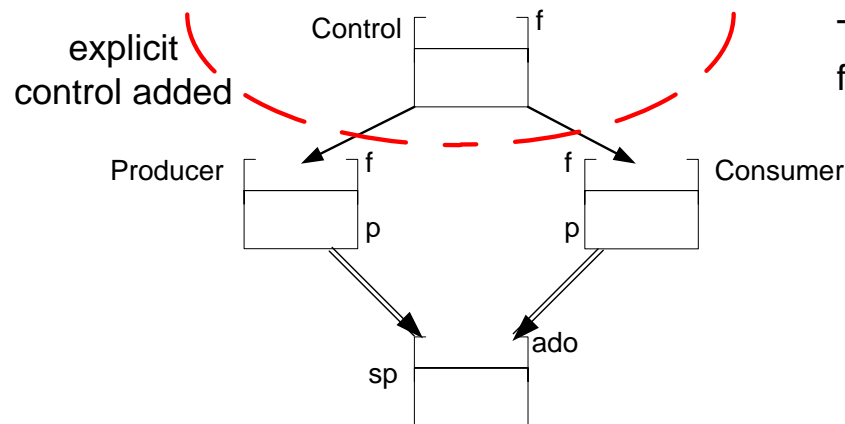 Control
f
explicit
control added
f
Producer
f
f
Consumer
p
p
ado
sp